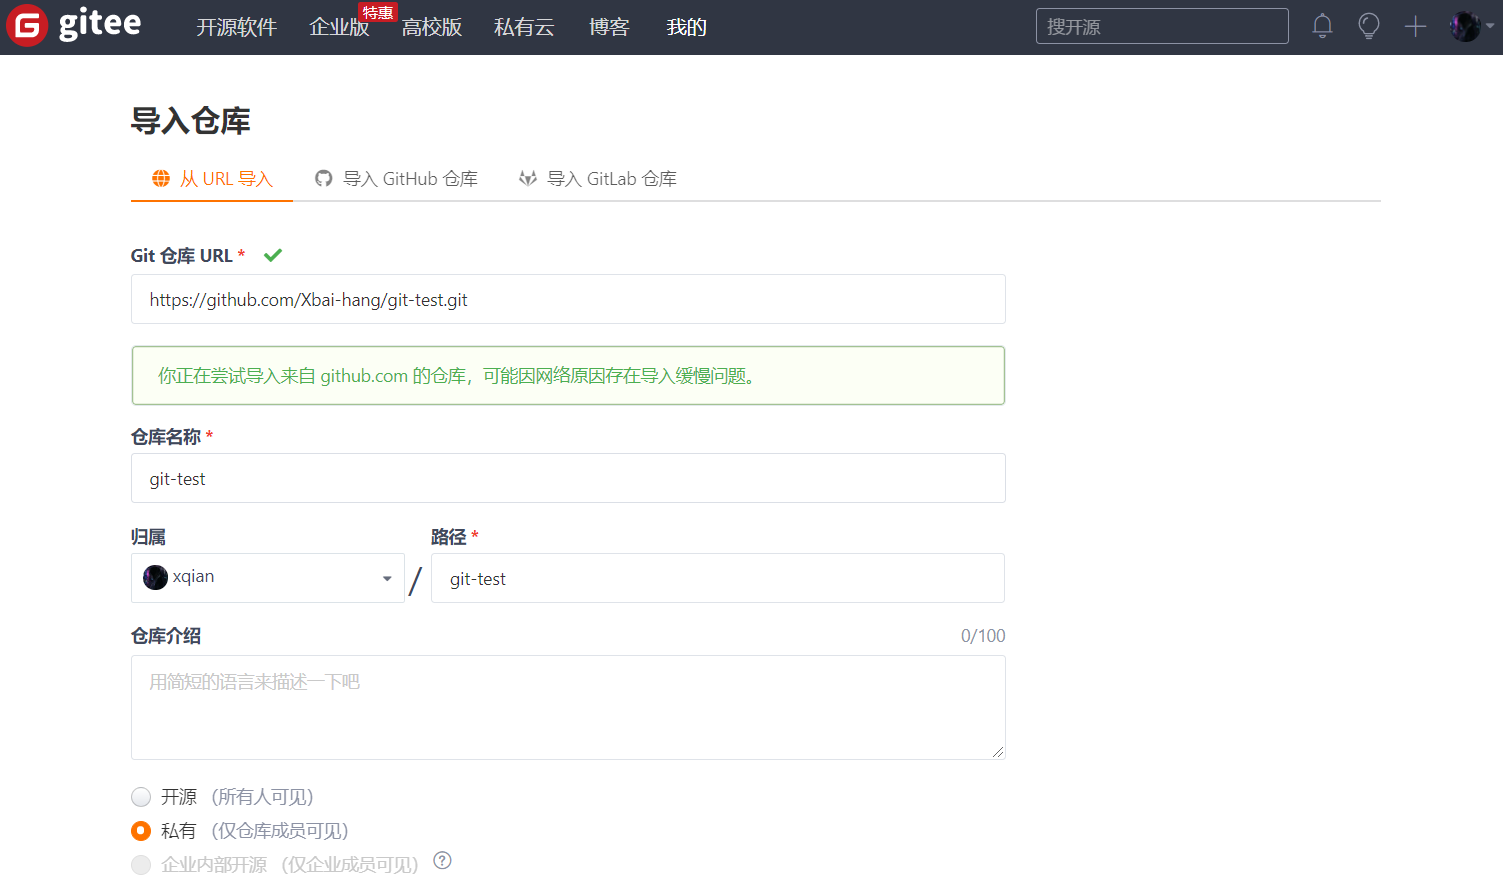 gitee 开源软件 企业版 特惠 高校版 私有云 博客 我的 搜开源
导入仓库
从 URL 导入 导入 GitHub 仓库 导入 GitLab 仓库
Git 仓库 URL *
https://github.com/Xbai-hang/git-test.git
你正在尝试导入来自 github.com 的仓库，可能因网络原因存在导入缓慢问题。
仓库名称 *
git-test
归属 路径 *
xqian / git-test
仓库介绍 0/100
用简短的语言来描述一下吧
开源 （所有人可见）
私有 （仅仓库成员可见）
企业内部开源 （仅企业成员可见） ?